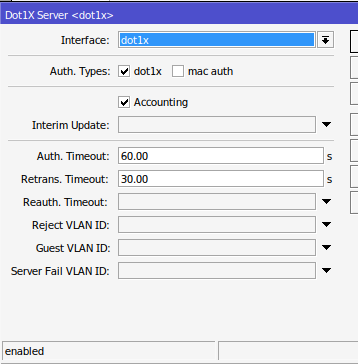 Dot1X Server <dot1x>
Interface: dot1x
Auth. Types: dot1x mac auth
Accounting
Interim Update:
Auth. Timeout: 60.00 s
Retrans. Timeout: 30.00 s
Reauth. Timeout:
Reject VLAN ID:
Guest VLAN ID:
Server Fail VLAN ID:
enabled